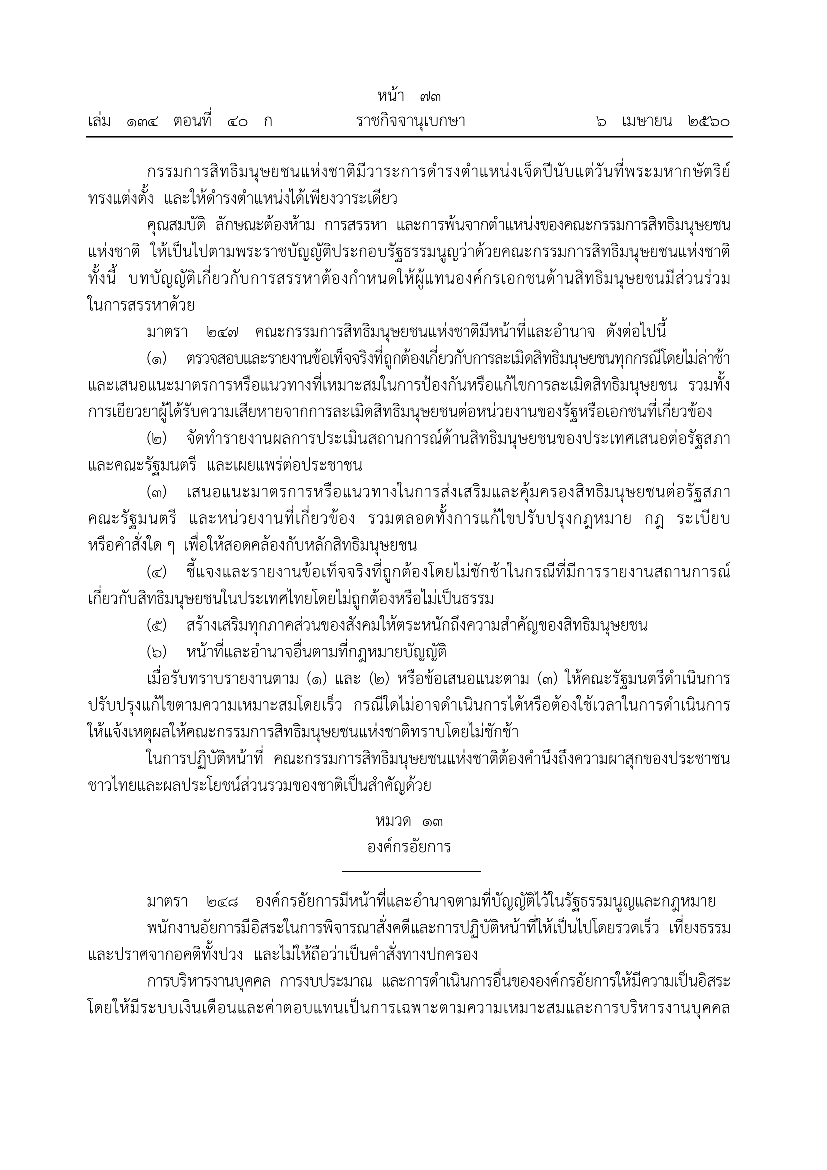 หน้า ๗๓
เล่ม ๑๓๔ ตอนที่ ๔๐ ก ราชกิจจานุเบกษา ๖ เมษายน ๒๕๖๐
กรรมการสิทธิมนุษยชนแห่งชาติมีวาระการดำรงตำแหน่งเจ็ดปีนับแต่วันที่พระมหากษัตริย์
ทรงแต่งตั้ง และให้ดำรงตำแหน่งได้เพียงวาระเดียว
คุณสมบัติ ลักษณะต้องห้าม การสรรหา และการพ้นจากตำแหน่งของคณะกรรมการสิทธิมนุษยชน
แห่งชาติ ให้เป็นไปตามพระราชบัญญัติประกอบรัฐธรรมนูญว่าด้วยคณะกรรมการสิทธิมนุษยชนแห่งชาติ
ทั้งนี้ บทบัญญัติเกี่ยวกับการสรรหาต้องกำหนดให้ผู้แทนองค์กรเอกชนด้านสิทธิมนุษยชนมีส่วนร่วม
ในการสรรหาด้วย
มาตรา ๒๔๗ คณะกรรมการสิทธิมนุษยชนแห่งชาติมีหน้าที่และอำนาจ ดังต่อไปนี้
(๑) ตรวจสอบและรายงานข้อเท็จจริงที่ถูกต้องเกี่ยวกับการละเมิดสิทธิมนุษยชนทุกกรณีโดยไม่ล่าช้า
และเสนอแนะมาตรการหรือแนวทางที่เหมาะสมในการป้องกันหรือแก้ไขการละเมิดสิทธิมนุษยชน รวมทั้ง
การเยียวยาผู้ได้รับความเสียหายจากการละเมิดสิทธิมนุษยชนต่อหน่วยงานของรัฐหรือเอกชนที่เกี่ยวข้อง
(๒) จัดทำรายงานผลการประเมินสถานการณ์ด้านสิทธิมนุษยชนของประเทศเสนอต่อรัฐสภา
และคณะรัฐมนตรี และเผยแพร่ต่อประชาชน
(๓) เสนอแนะมาตรการหรือแนวทางในการส่งเสริมและคุ้มครองสิทธิมนุษยชนต่อรัฐสภา
คณะรัฐมนตรี และหน่วยงานที่เกี่ยวข้อง รวมตลอดทั้งการแก้ไขปรับปรุงกฎหมาย กฎ ระเบียบ
หรือคำสั่งใด ๆ เพื่อให้สอดคล้องกับหลักสิทธิมนุษยชน
(๔) ชี้แจงและรายงานข้อเท็จจริงที่ถูกต้องโดยไม่ชักช้าในกรณีที่มีการรายงานสถานการณ์
เกี่ยวกับสิทธิมนุษยชนในประเทศไทยโดยไม่ถูกต้องหรือไม่เป็นธรรม
(๕) สร้างเสริมทุกภาคส่วนของสังคมให้ตระหนักถึงความสำคัญของสิทธิมนุษยชน
(๖) หน้าที่และอำนาจอื่นตามที่กฎหมายบัญญัติ
เมื่อรับทราบรายงานตาม (๑) และ (๒) หรือข้อเสนอแนะตาม (๓) ให้คณะรัฐมนตรีดำเนินการ
ปรับปรุงแก้ไขตามความเหมาะสมโดยเร็ว กรณีใดไม่อาจดำเนินการได้หรือต้องใช้เวลาในการดำเนินการ
ให้แจ้งเหตุผลให้คณะกรรมการสิทธิมนุษยชนแห่งชาติทราบโดยไม่ชักช้า
ในการปฏิบัติหน้าที่ คณะกรรมการสิทธิมนุษยชนแห่งชาติต้องคำนึงถึงความผาสุกของประชาชน
ชาวไทยและผลประโยชน์ส่วนรวมของชาติเป็นสำคัญด้วย
หมวด ๑๓
องค์กรอัยการ
มาตรา ๒๔๘ องค์กรอัยการมีหน้าที่และอำนาจตามที่บัญญัติไว้ในรัฐธรรมนูญและกฎหมาย
พนักงานอัยการมีอิสระในการพิจารณาสั่งคดีและการปฏิบัติหน้าที่ให้เป็นไปโดยรวดเร็ว เที่ยงธรรม
และปราศจากอคติทั้งปวง และไม่ให้ถือว่าเป็นคำสั่งทางปกครอง
การบริหารงานบุคคล การงบประมาณ และการดำเนินการอื่นขององค์กรอัยการให้มีความเป็นอิสระ
โดยให้มีระบบเงินเดือนและค่าตอบแทนเป็นการเฉพาะตามความเหมาะสมและการบริหารงานบุคคล